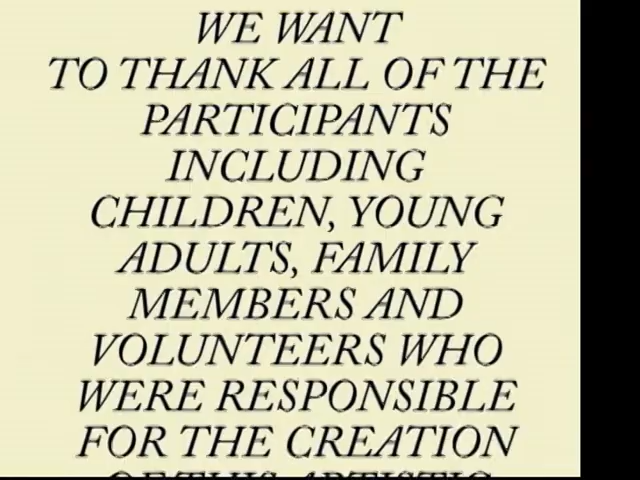 WE WANT
TO THANK ALL OF THE
PARTICIPANTS
INCLUDING
CHILDREN, YOUNG
ADULTS, FAMILY
MEMBERS AND
VOLUNTEERS WHO
WERE RESPONSIBLE
FOR THE CREATION
OF THIS ARTISTIC